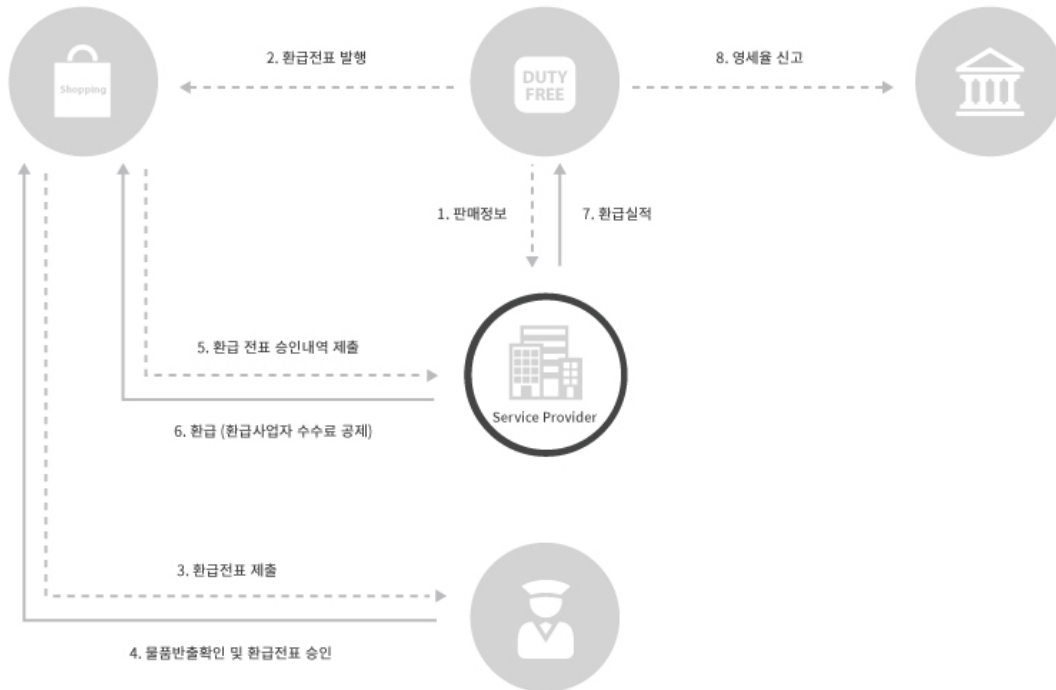 2. 환급전표 발행
8. 영세율 신고
Shopping
DUTY
FREE
1. 판매정보
7. 환급실적
5. 환급 전표 승인내역 제출
Service Provider
6. 환급 (환급사업자 수수료 공제)
3. 환급전표 제출
4. 물품반출확인 및 환급전표 승인